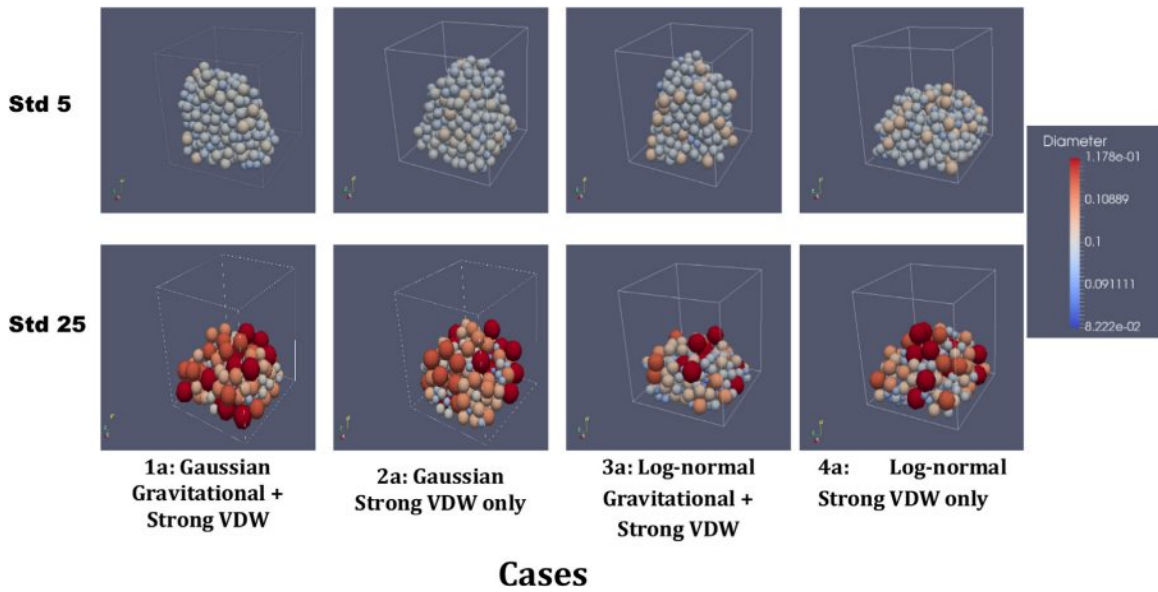 Std 5
Diameter
1.178e-01
0.10889
0.1
0.091111
8.222e-02
Std 25
1a: Gaussian
Gravitational +
Strong VDW
2a: Gaussian
Strong VDW only
3a: Log-normal
Gravitational +
Strong VDW
4a: Log-normal
Strong VDW only
Cases